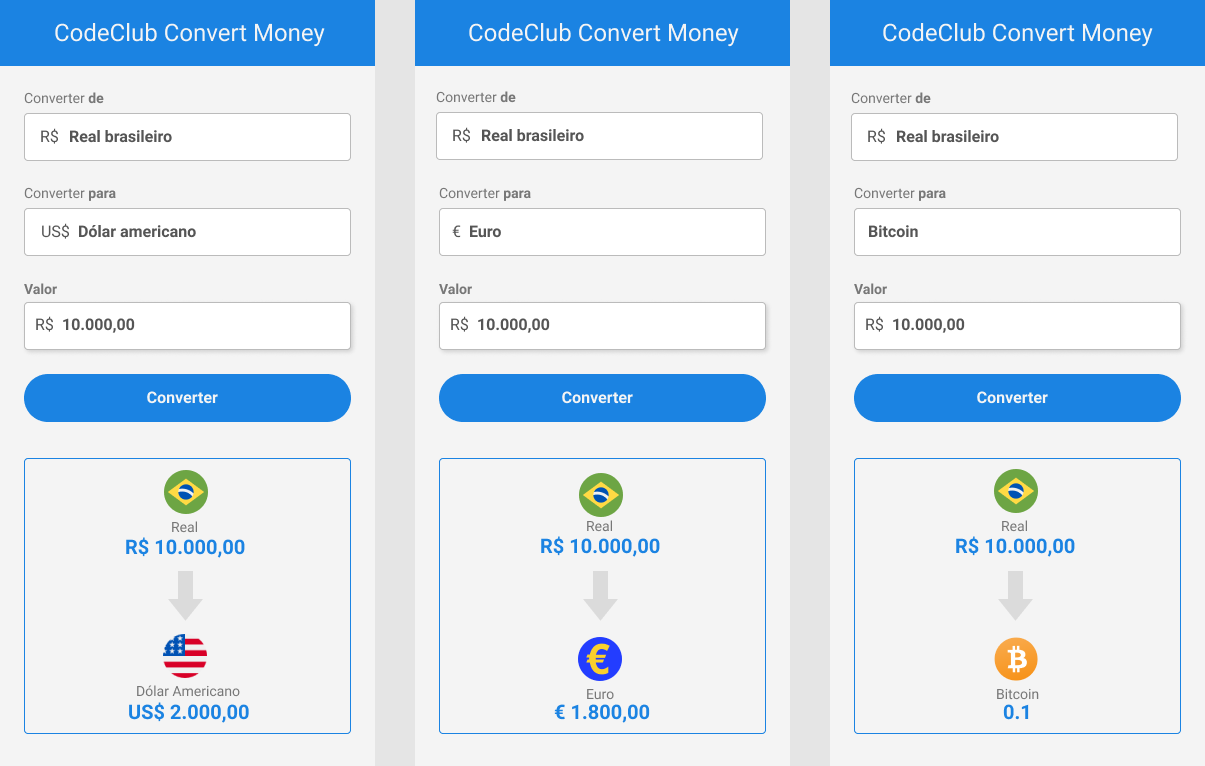 CodeClub Convert Money
Converter de
R$ Real brasileiro
Converter para
US$ Dólar americano
Valor
R$ 10.000,00
Converter
Real
R$ 10.000,00
Dólar Americano
US$ 2.000,00
CodeClub Convert Money
Converter de
R$ Real brasileiro
Converter para
€ Euro
Valor
R$ 10.000,00
Converter
Real
R$ 10.000,00
€
Euro
€ 1.800,00
CodeClub Convert Money
Converter de
R$ Real brasileiro
Converter para
Bitcoin
Valor
R$ 10.000,00
Converter
Real
R$ 10.000,00
₿
Bitcoin
0.1